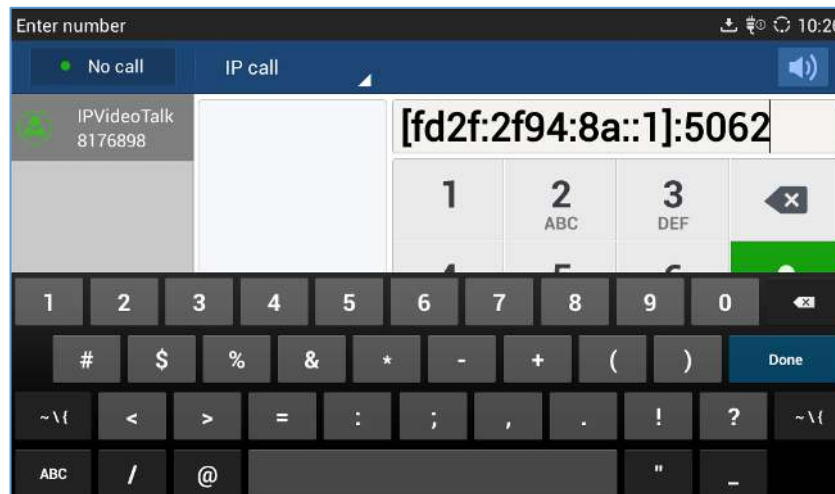 Enter number
10:20
No call
IP call
IPVideoTalk
8176898
[fd2f:2f94:8a::1]:5062
1 2 3
ABC DEF
1 2 3 4 5 6 7 8 9 0
# $ % & * - + ( ) Done
~\{ < > = : ; , . ! ? ~\{
ABC / @ " _